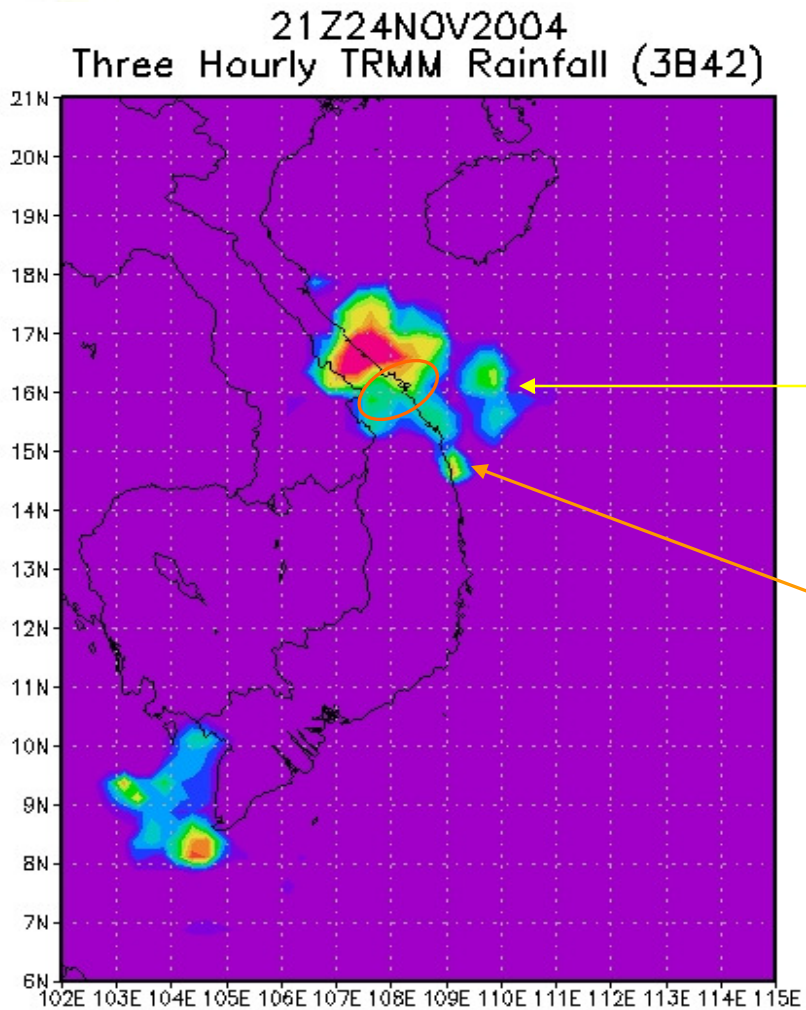 21Z24NOV2004
Three Hourly TRMM Rainfall (3B42)
21N
20N
19N
18N
17N
16N
15N
14N
13N
12N
11N
10N
9N
8N
7N
6N
102E 103E 104E 105E 106E 107E 108E 109E 110E 111E 112E 113E 114E 115E